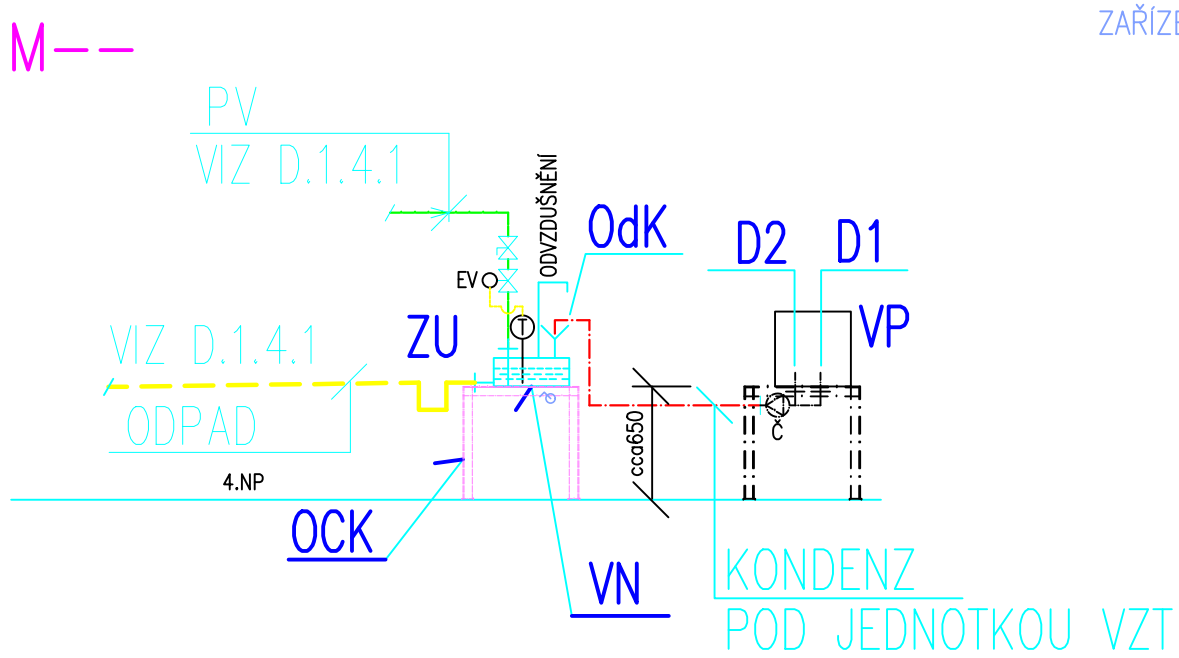 ZAŘÍZE
M--
PV
VIZ D.1.4.1
ODVZDUŠNĚNÍ
OdK
D2
D1
EV
T
ZU
VP
VIZ D.1.4.1
ODPAD
cca650
Č
4.NP
OCK
VN
KONDENZ
POD JEDNOTKOU VZT